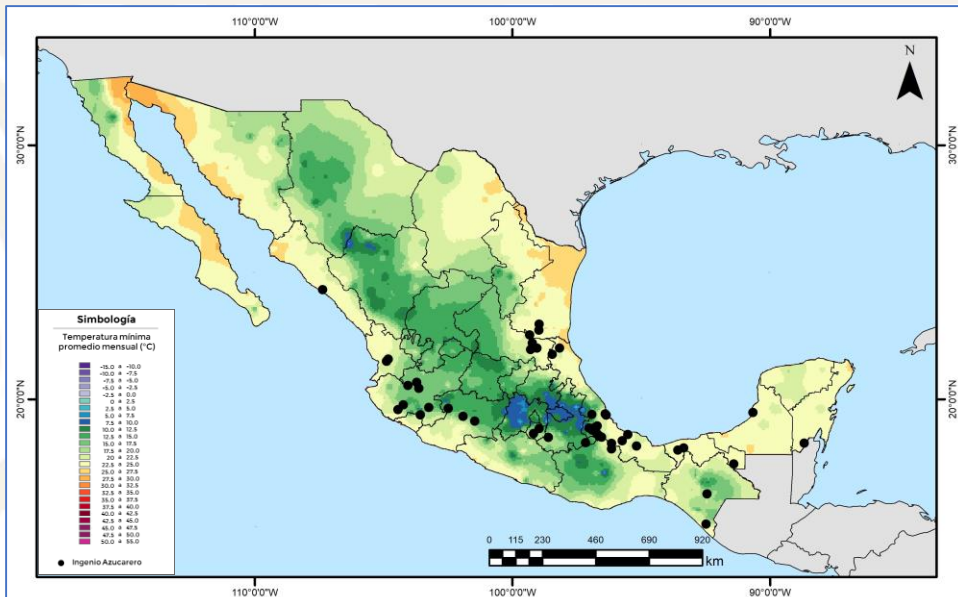 110°0'0"W 100°0'0"W 90°0'0"W
N
30°0'0"N 30°0'0"N
20°0'0"N 20°0'0"N
Simbología
Temperatura mínima
promedio mensual (°C)
-15.0 a -10.0
-10.0 a -7.5
-7.5 a -5.0
-5.0 a -2.5
-2.5 a 0.0
0 a 2.5
2.5 a 5.0
5.0 a 7.5
7.5 a 10.0
10.0 a 12.5
12.5 a 15.0
15.0 a 17.5
17.5 a 20.0
20 a 22.5
22.5 a 25.0
25.0 a 27.5
27.5 a 30.0
30.0 a 32.5
32.5 a 35.0
35.0 a 37.5
37.5 a 40.0
40.0 a 42.5
42.5 a 45.0
45.0 a 47.5
47.5 a 50.0
50.0 a 55.0
Ingenio Azucarero
0 115 230 460 690 920
km
110°0'0"W 100°0'0"W 90°0'0"W